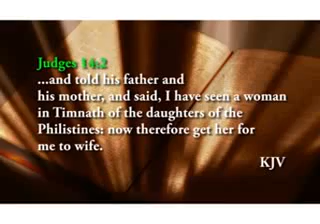 Judges 14:2
...and told his father and
his mother, and said, I have seen a woman
in Timnath of the daughters of the
Philistines: now therefore get her for
me to wife.
KJV